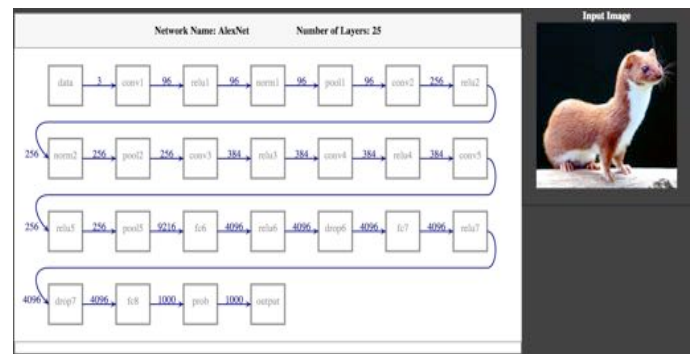 Network Name: AlexNet Number of Layers: 25
Input Image
data 3 conv1 96 relu1 96 norm1 96 pool1 96 conv2 256 relu2
256 norm2 256 pool2 256 conv3 384 relu3 384 conv4 384 relu4 384 conv5
256 relu5 256 pool5 9216 fc6 4096 relu6 4096 drop6 4096 fc7 4096 relu7
4096 drop7 4096 fc8 1000 prob 1000 output